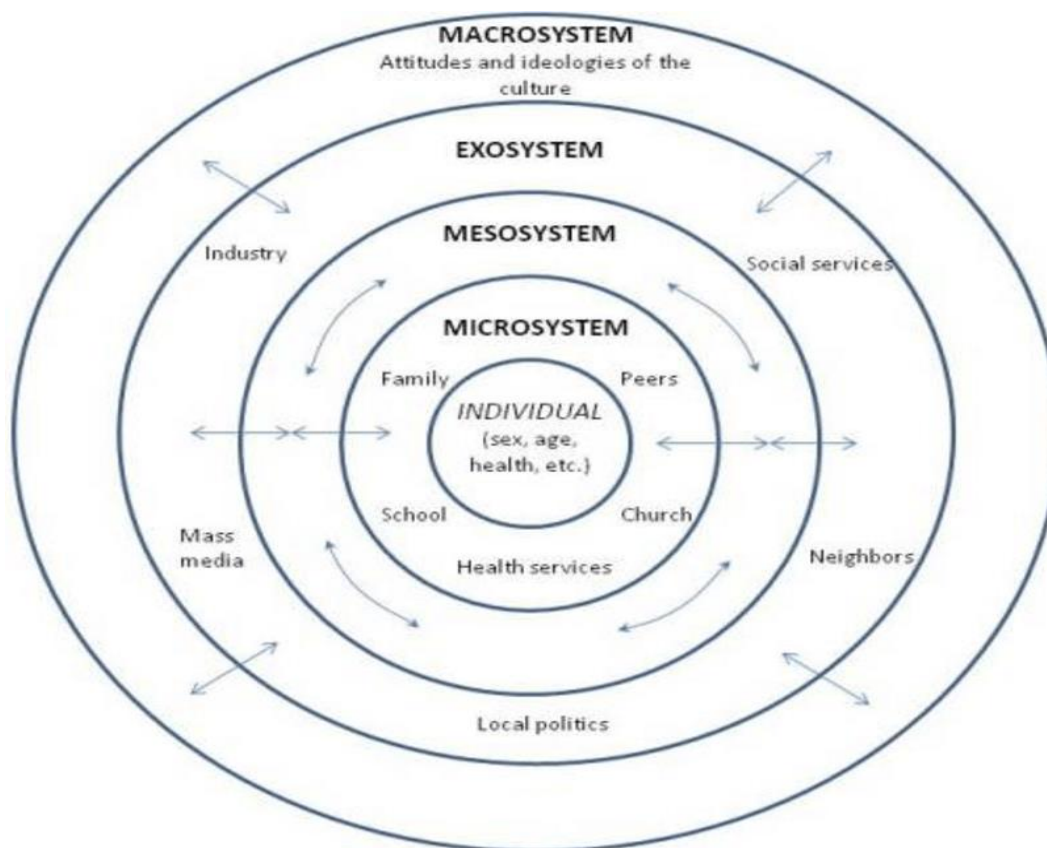 MACROSYSTEM
Attitudes and ideologies of the
culture
EXOSYSTEM
MESOSYSTEM
Industry
Social services
MICROSYSTEM
Family
Peers
INDIVIDUAL
(sex, age,
health, etc.)
School
Church
Mass
media
Neighbors
Health services
Local politics